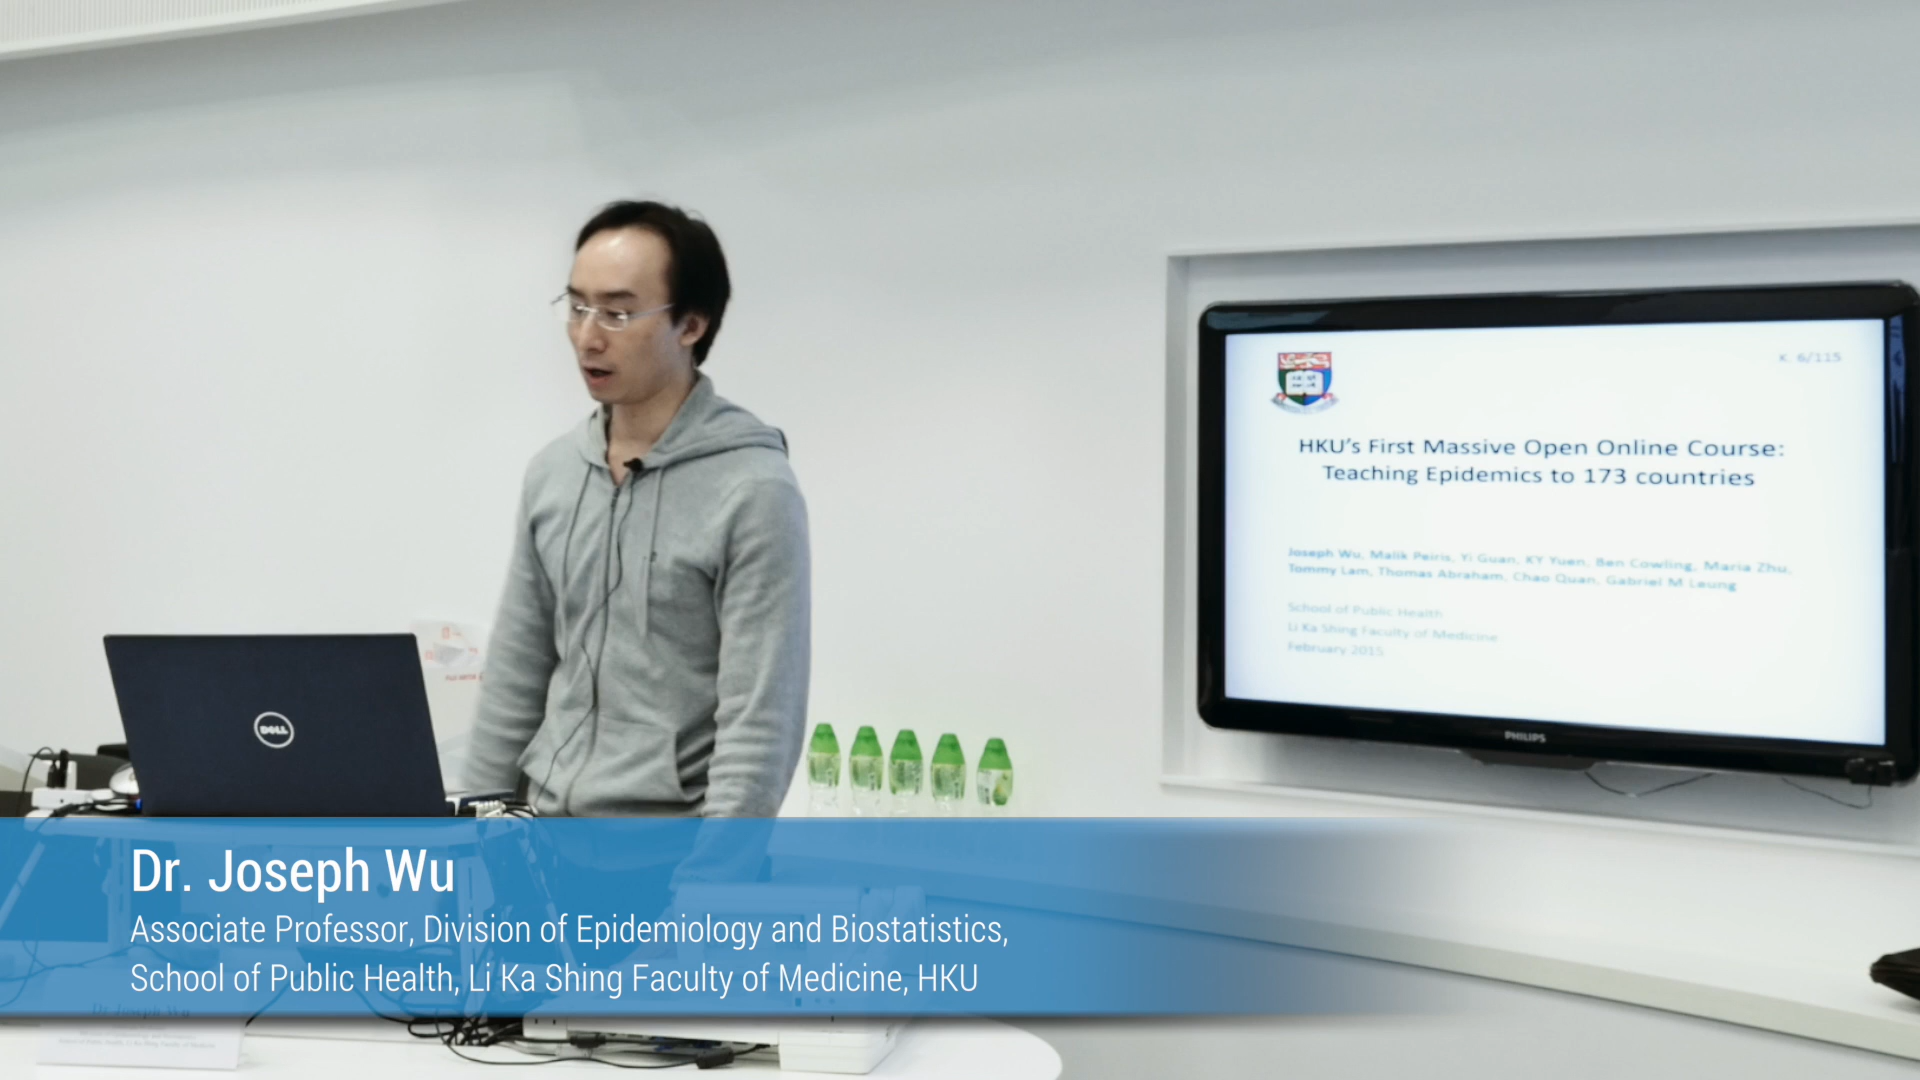 K. 6/115
HKU's First Massive Open Online Course:
Teaching Epidemics to 173 countries
Joseph Wu, Malik Peiris, Yi Guan, KY Yuen, Ben Cowling, Maria Zhu,
Tommy Lam, Thomas Abraham, Chao Quan, Gabriel M Leung
School of Public Health
Li Ka Shing Faculty of Medicine
February 2015
PHILIPS
DELL
Dr. Joseph Wu
Associate Professor, Division of Epidemiology and Biostatistics,
School of Public Health, Li Ka Shing Faculty of Medicine, HKU
Dr. Joseph Wu